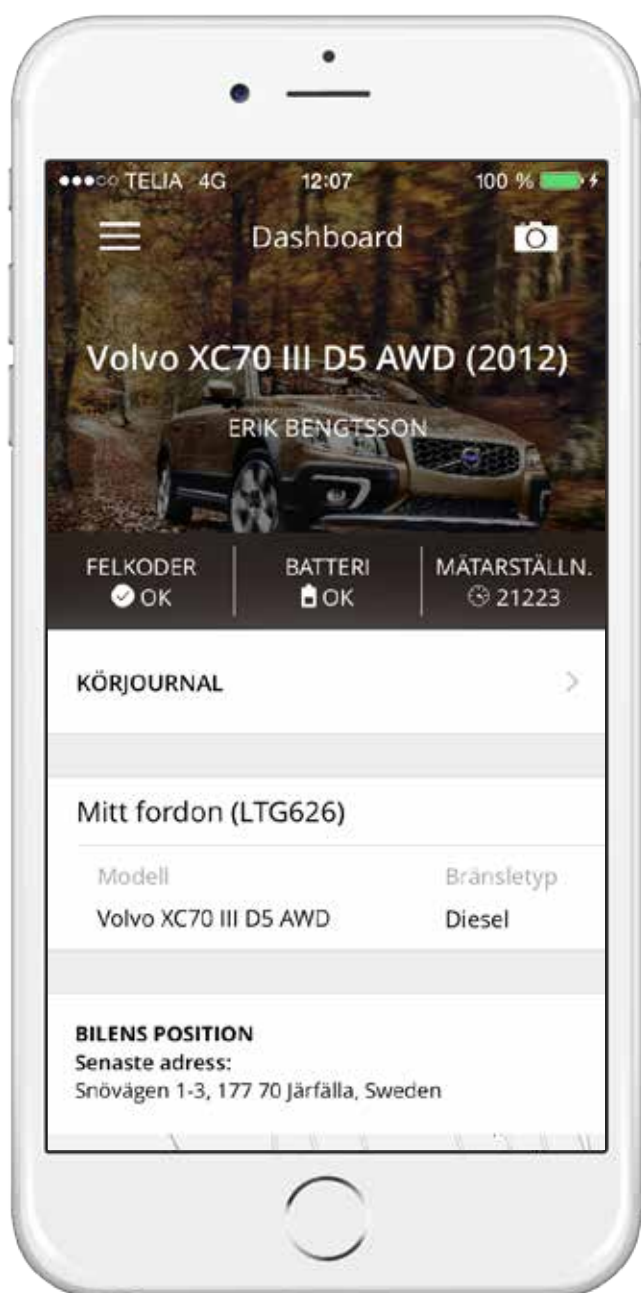 TELIA 4G 12:07 100 %
Dashboard
Volvo XC70 III D5 AWD (2012)
ERIK BENGTSSON
FELKODER BATTERI MÄTARSTÄLLN.
OK OK 21223
KÖRJOURNAL
Mitt fordon (LTG626)
Modell Bränsletyp
Volvo XC70 III D5 AWD Diesel
BILENS POSITION
Senaste adress:
Snövägen 1-3, 177 70 Järfälla, Sweden